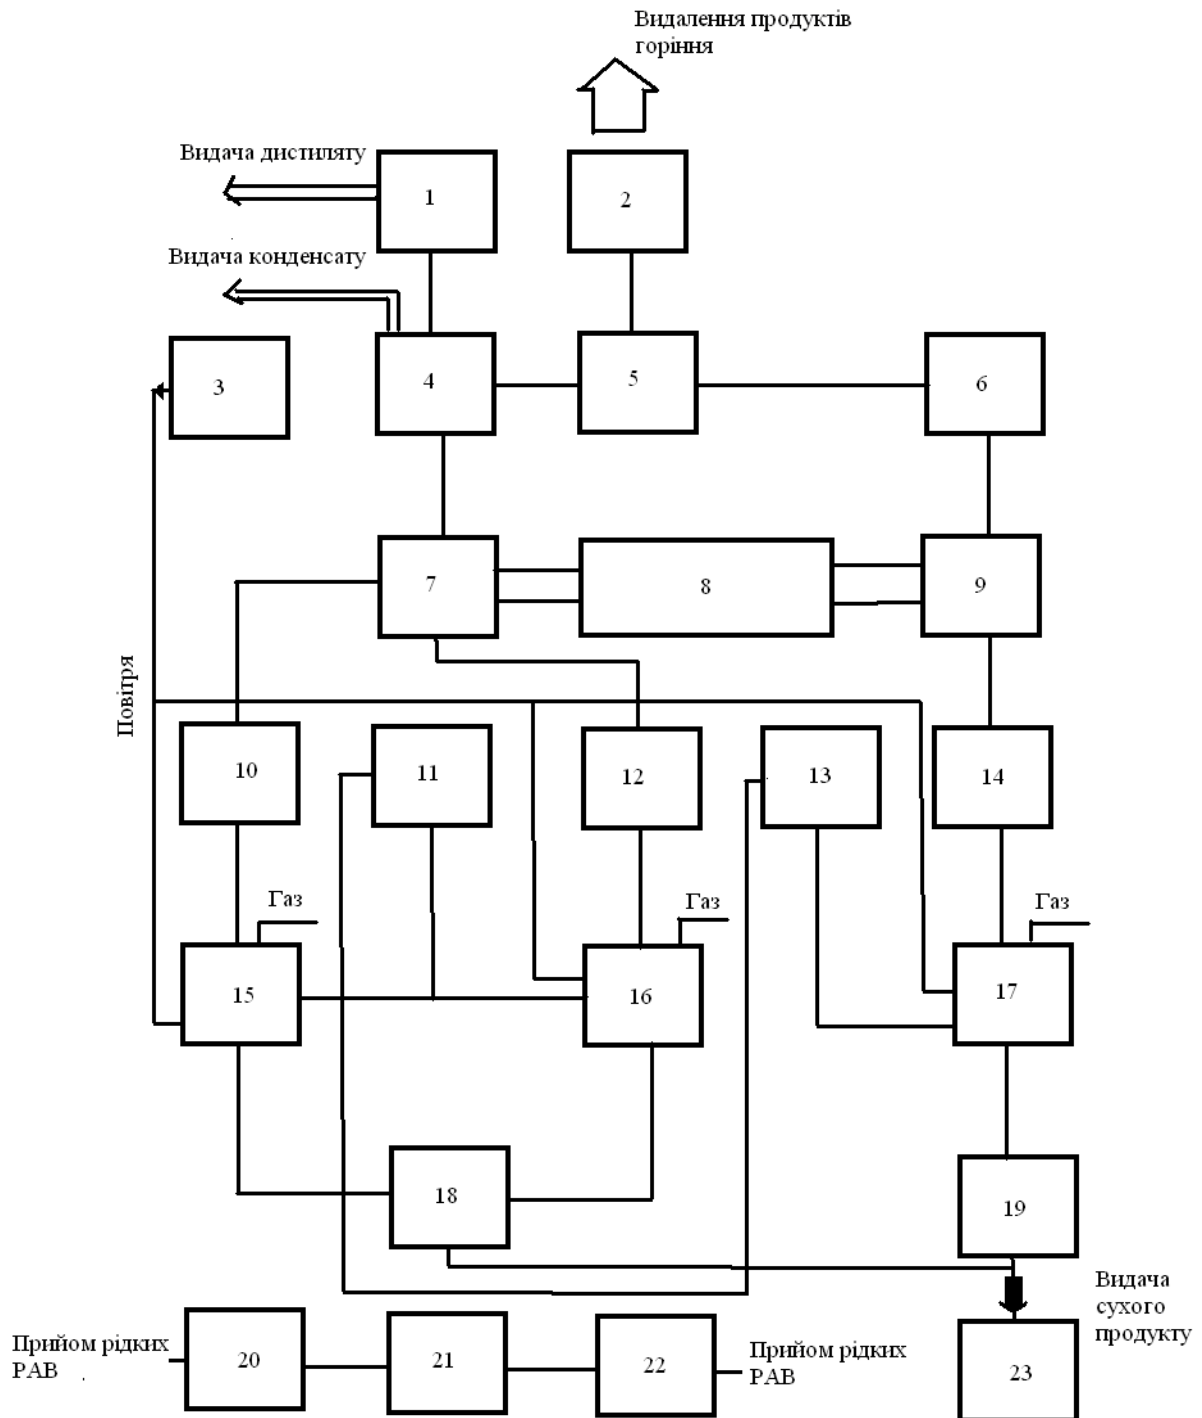 Видалення продуктів
горіння
Видача дистиляту
1
2
Видача конденсату
3
4
5
6
7
8
9
Повітря
10
11
12
13
14
Газ
Газ
Газ
15
16
17
18
19
Видача
сухого
продукту
Прийом рідких
РАВ
20
21
22
Прийом рідких
РАВ
23